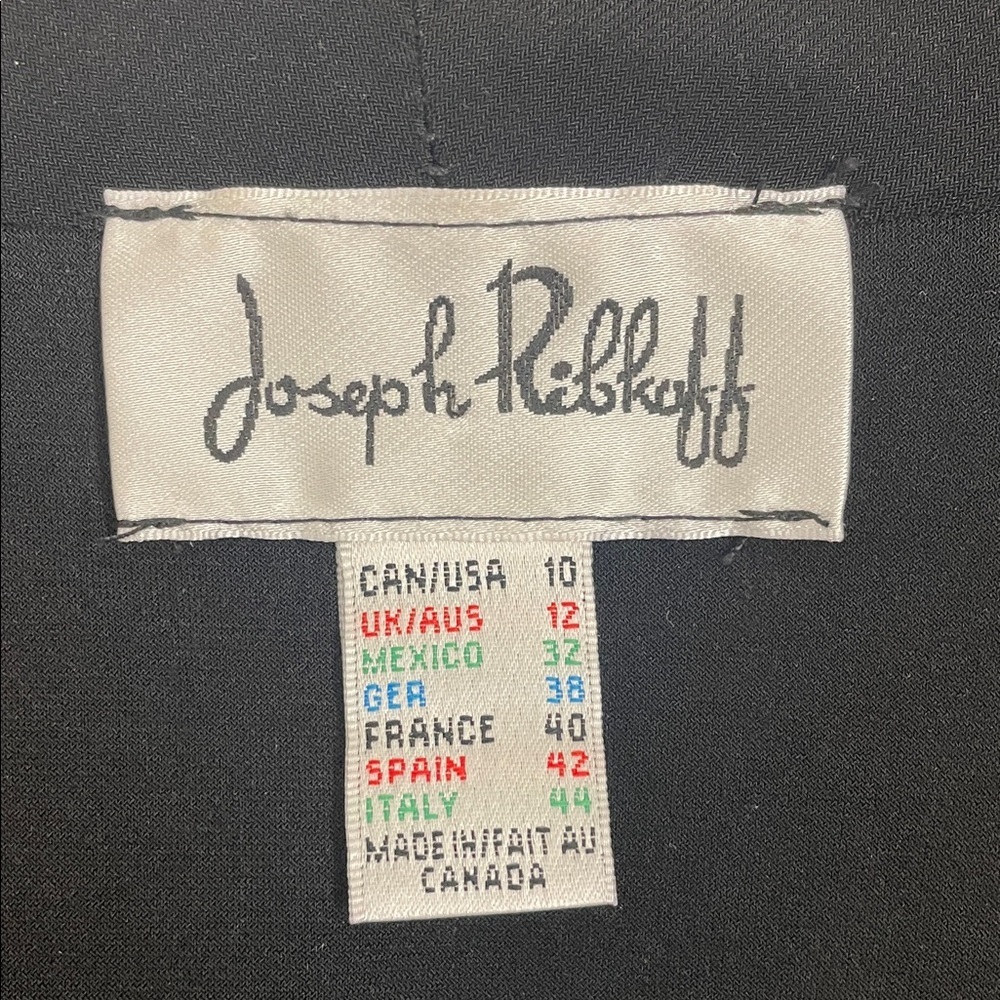 Joseph Ribkoff
CAN/USA 10
UK/AUS 12
MEXICO 32
GER 38
FRANCE 40
SPAIN 42
ITALY 44
MADE IN/FAIT AU
CANADA